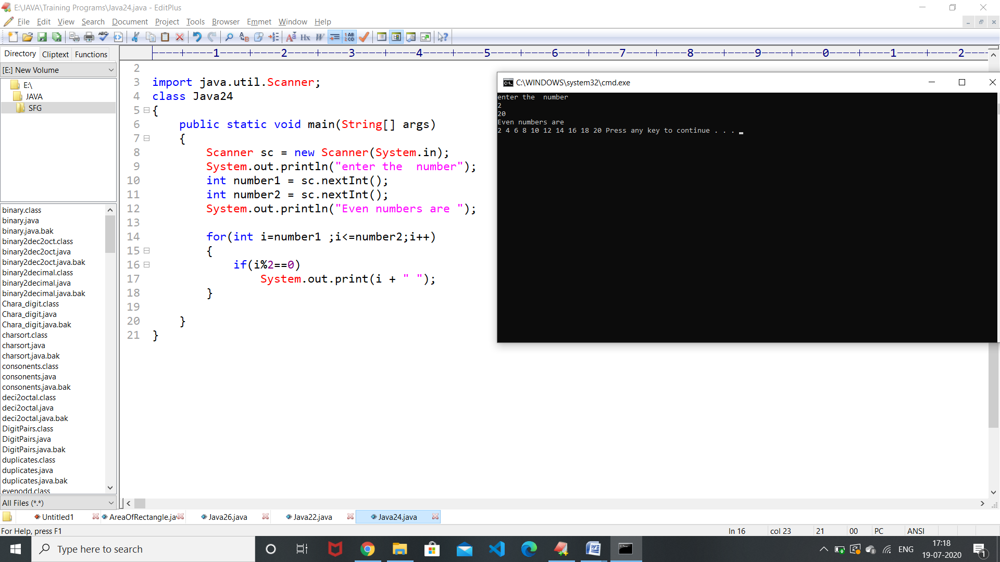 E:\JAVA\Training Programs\Java24.java - EditPlus
File Edit View Search Document Project Tools Browser Emmet Window Help
Directory Cliptext Functions
----+----1----+----2----+----3----+----4----+----5----+----6----+----7----+----8----+----9----+----0----+----1----+----2----
[E:] New Volume
E:\
JAVA
SFG
binary.class
binary.java
binary.java.bak
binary2dec2oct.class
binary2dec2oct.java
binary2dec2oct.java.bak
binary2decimal.class
binary2decimal.java
binary2decimal.java.bak
Chara_digit.class
Chara_digit.java
Chara_digit.java.bak
charsort.class
charsort.java
charsort.java.bak
consonents.class
consonents.java
consonents.java.bak
deci2octal.class
deci2octal.java
deci2octal.java.bak
DigitPairs.class
DigitPairs.java
DigitPairs.java.bak
duplicates.class
duplicates.java
duplicates.java.bak
evenodd.class
All Files (*.*)
2
3 import java.util.Scanner;
4 class Java24
5 {
6 public static void main(String[] args)
7 {
8 Scanner sc = new Scanner(System.in);
9 System.out.println("enter the  number");
10 int number1 = sc.nextInt();
11 int number2 = sc.nextInt();
12 System.out.println("Even numbers are ");
13
14 for(int i=number1 ;i<=number2;i++)
15 {
16 if(i%2==0)
17 System.out.print(i + " ");
18 }
19
20 }
21 }
C:\WINDOWS\system32\cmd.exe
enter the  number
2
20
Even numbers are
2 4 6 8 10 12 14 16 18 20 Press any key to continue . . .
Untitled1 AreaOfRectangle.jav Java26.java Java22.java Java24.java
For Help, press F1 ln 16 col 23 21 00 PC ANSI
Type here to search
ENG
17:18
19-07-2020
1